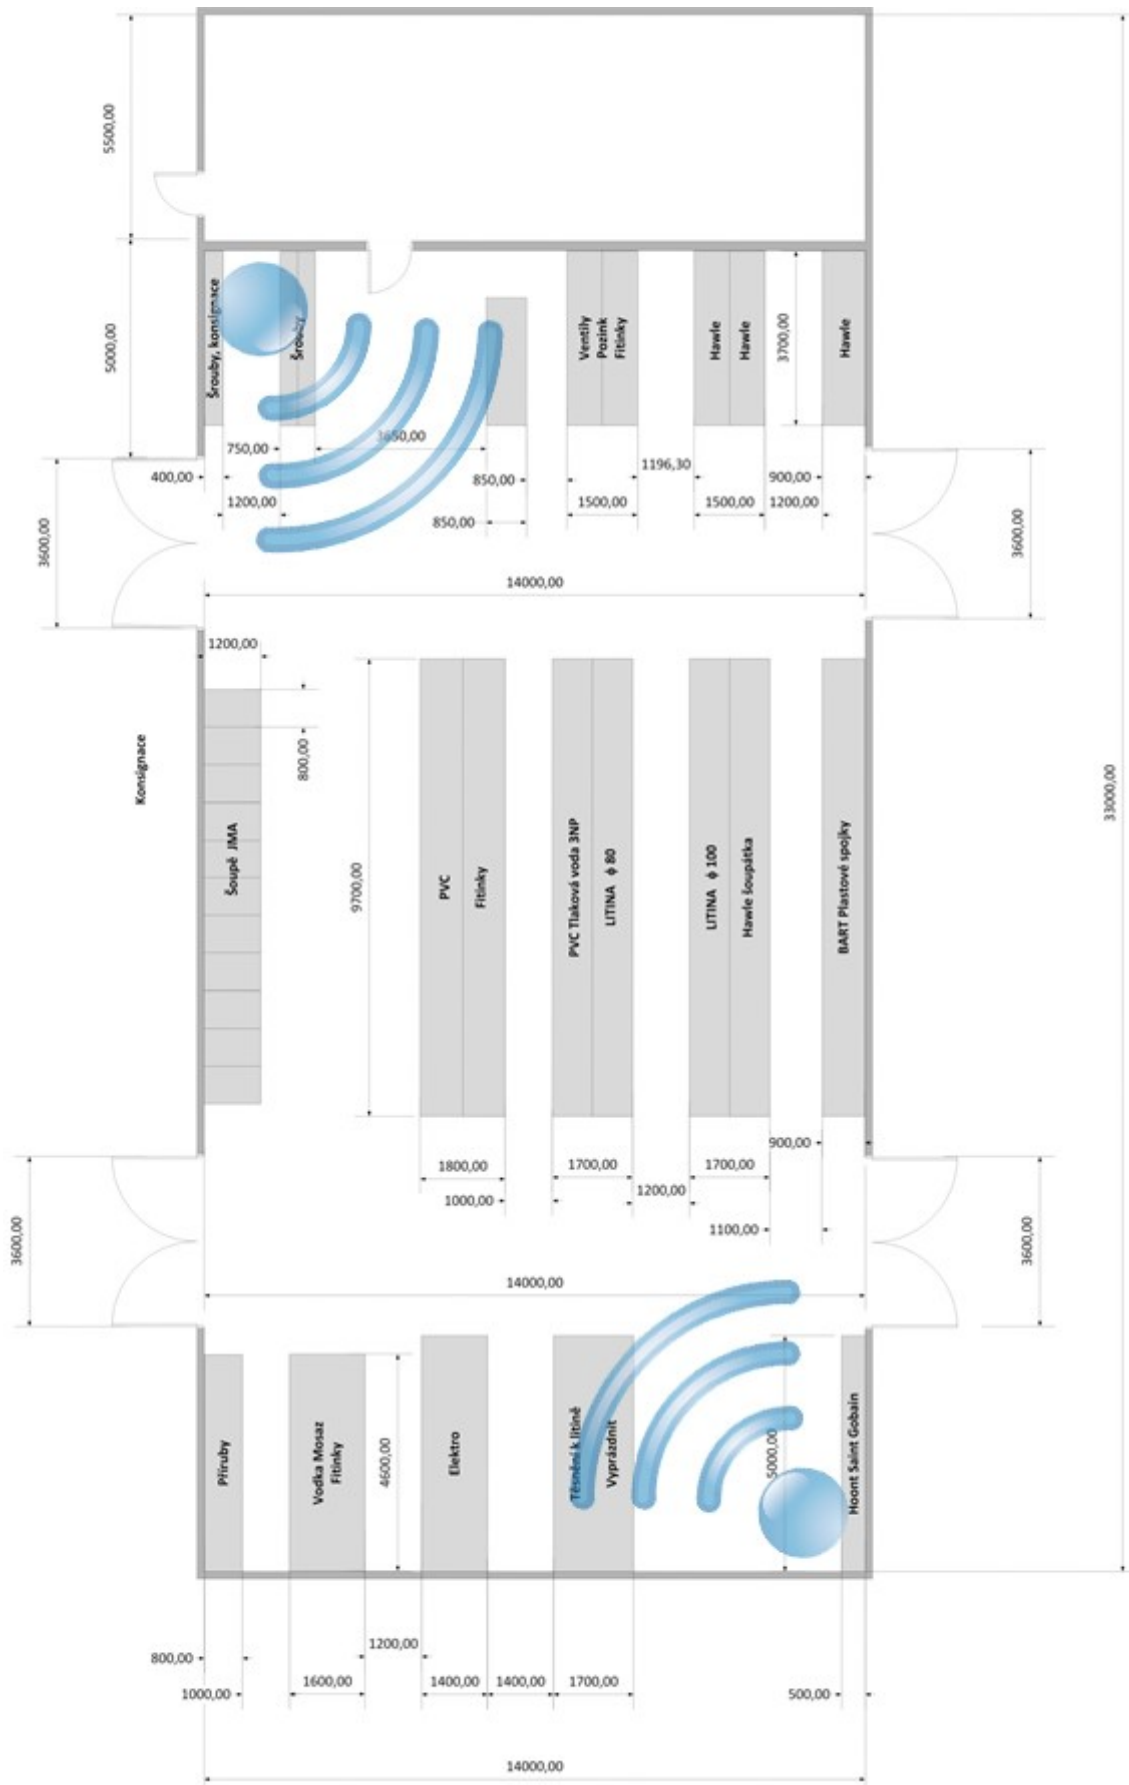 5500,00
5000,00
Šrouby, konsignace
Šrouby
Ventily
Pozink
Fitinky
Hawle
Hawle
3700,00
Hawle
750,00
3650,00
1196,30
400,00
850,00
900,00
1200,00
1500,00
1500,00
1200,00
850,00
3600,00
3600,00
14000,00
1200,00
Konsignace
800,00
33000,00
Šoupě JMA
9700,00
PVC
Fitinky
PVC Tlaková voda 3NP
LITINA ϕ 80
LITINA ϕ 100
Hawle šoupátka
BART Plastové spojky
900,00
1800,00
1700,00
1700,00
1000,00
1200,00
1100,00
3600,00
3600,00
14000,00
Příruby
Vodka Mosaz
Fitinky
4600,00
Elektro
Těsnění k litině
Vyprázdnit
5000,00
Hoont Saint Gobain
1200,00
800,00
1000,00
1600,00
1400,00
1400,00
1700,00
500,00
14000,00